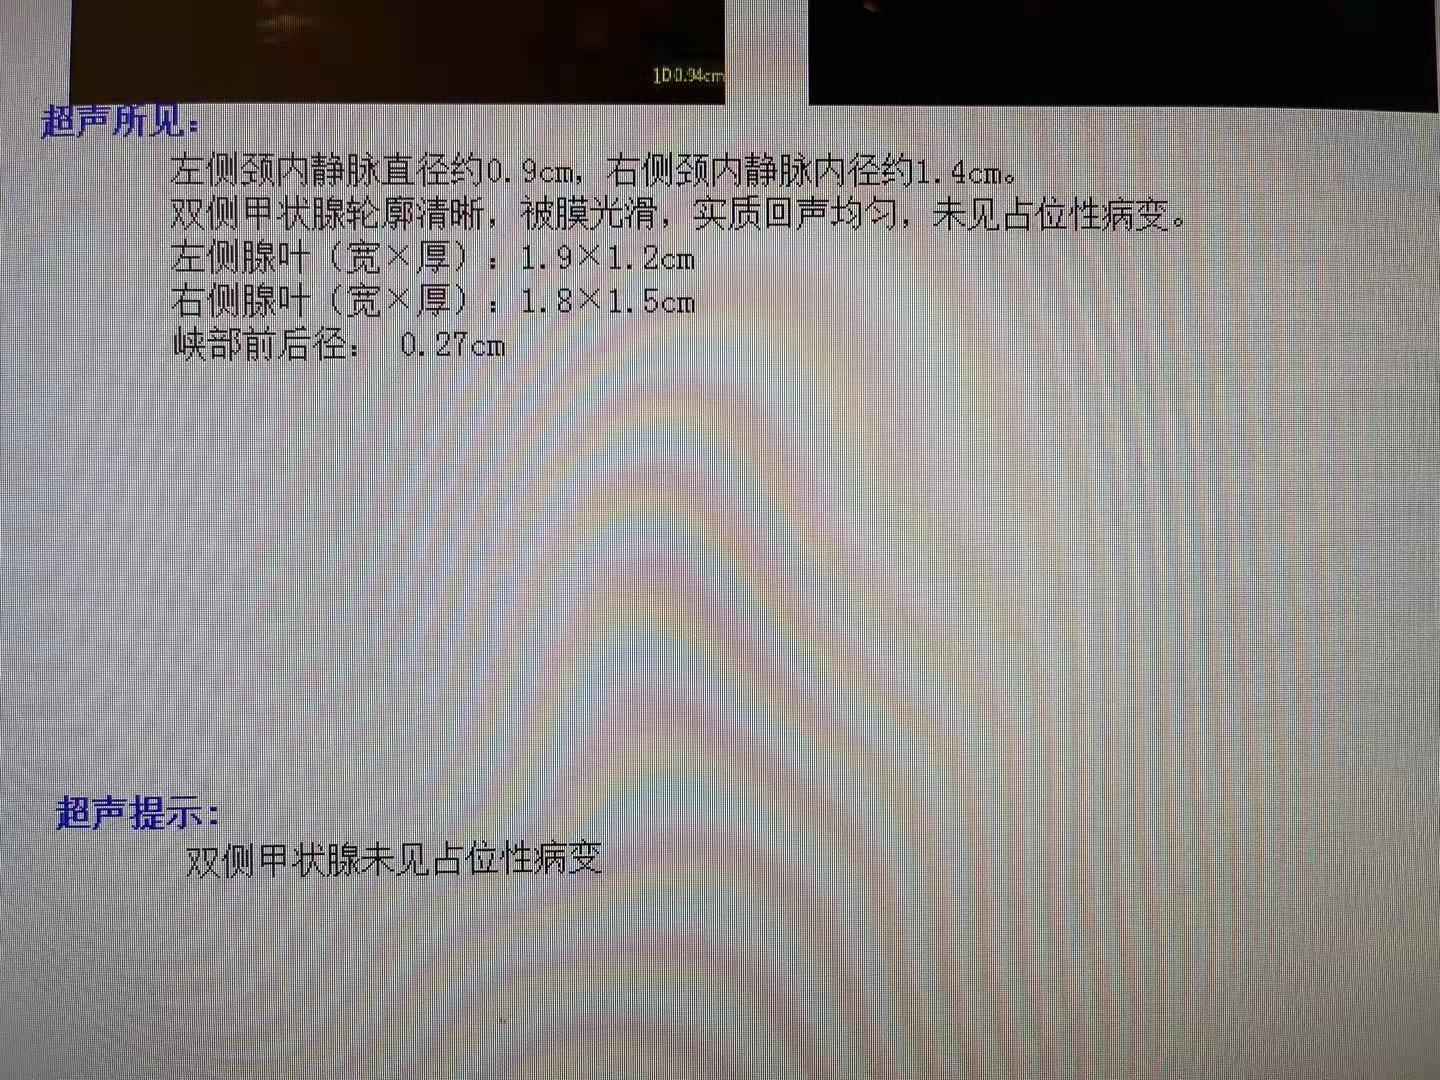 1D0.94cm
超声所见：
左侧颈内静脉直径约0.9cm，右侧颈内静脉内径约1.4cm。
双侧甲状腺轮廓清晰，被膜光滑，实质回声均匀，未见占位性病变。
左侧腺叶（宽×厚）：1.9×1.2cm
右侧腺叶（宽×厚）：1.8×1.5cm
峡部前后径： 0.27cm
超声提示：
双侧甲状腺未见占位性病变